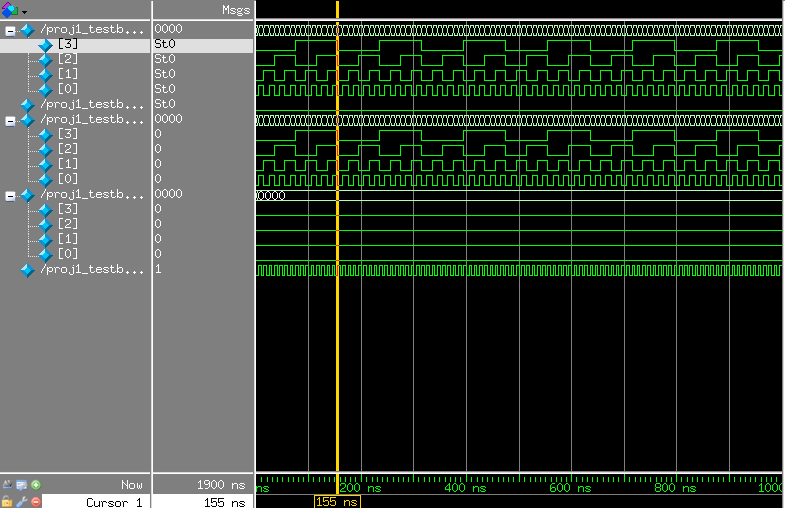 Msgs
/proj1_testb... 0000
[3] St0
[2] St0
[1] St0
[0] St0
/proj1_testb... St0
/proj1_testb... 0000
[3] 0
[2] 0
[1] 0
[0] 0
/proj1_testb... 0000 0000
[3] 0
[2] 0
[1] 0
[0] 0
/proj1_testb... 1
Now 1900 ns ns 200 ns 400 ns 600 ns 800 ns 1000
Cursor 1 155 ns 155 ns